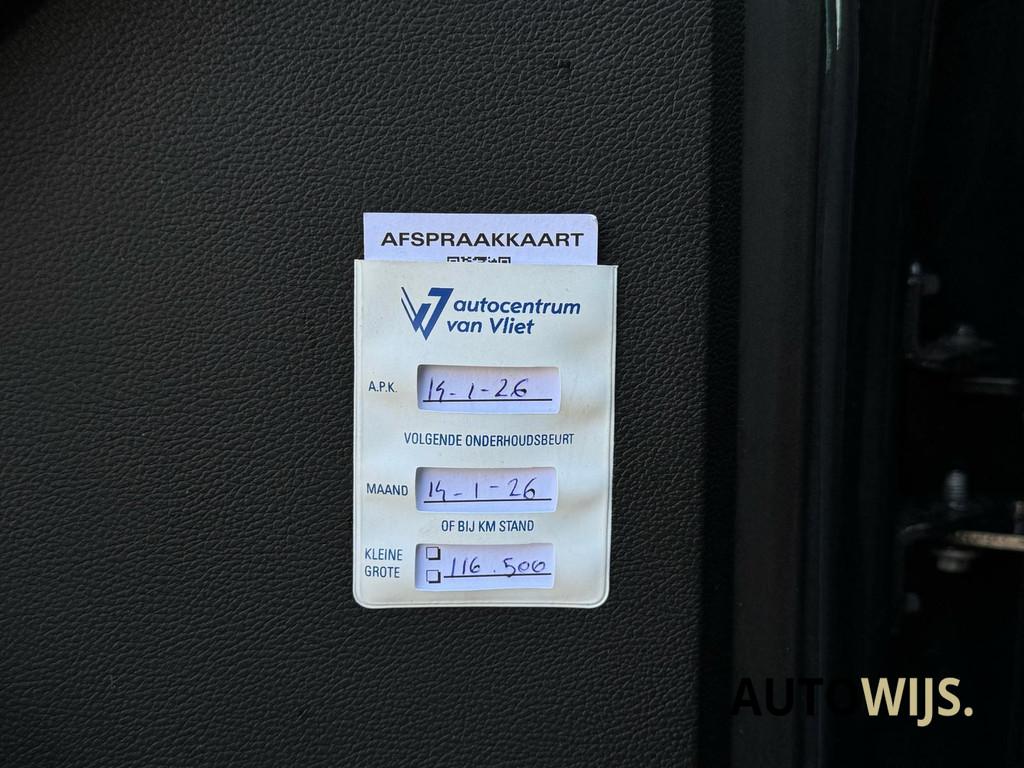 AFSPRAAKKAART
autocentrum
van Vliet
A.P.K. 14-1-26
VOLGENDE ONDERHOUDSBEURT
MAAND 14-1-26
OF BIJ KM STAND
KLEINE
GROTE 116.500
AUTOWIJS.